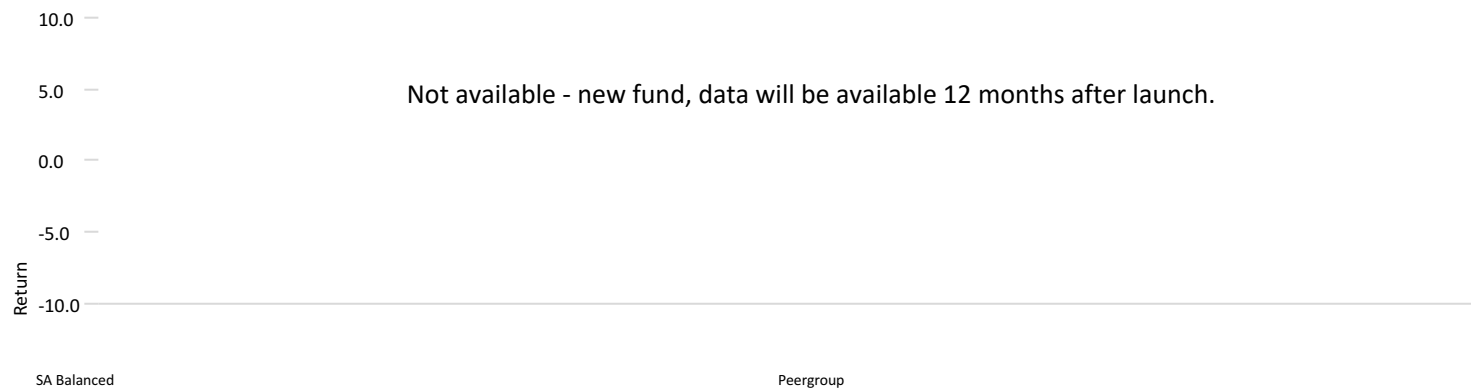 10.0
5.0
Not available - new fund, data will be available 12 months after launch.
0.0
-5.0
Return
-10.0
SA Balanced
Peergroup